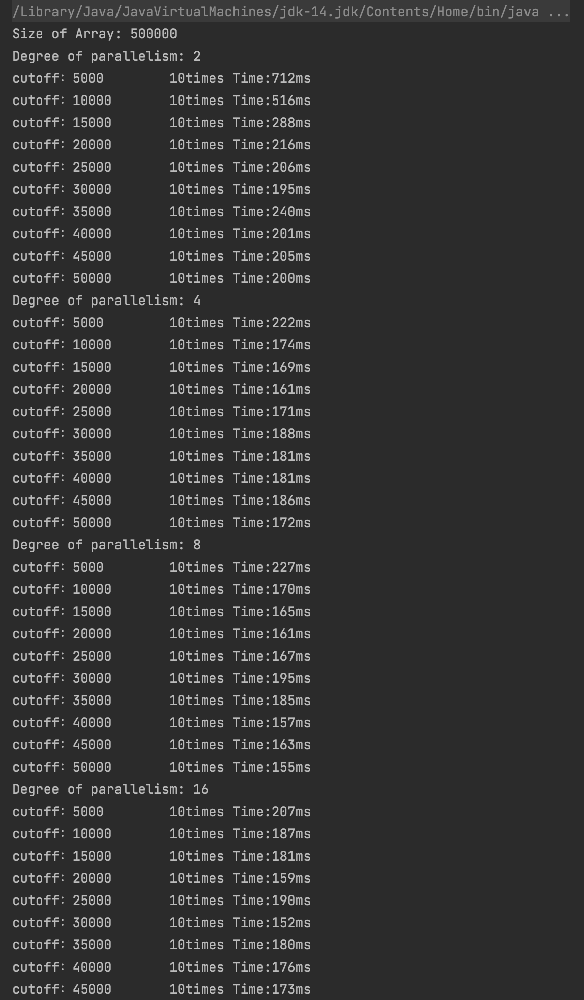 /Library/Java/JavaVirtualMachines/jdk-14.jdk/Contents/Home/bin/java ...
Size of Array: 500000
Degree of parallelism: 2
cutoff: 5000 10times Time:712ms
cutoff: 10000 10times Time:516ms
cutoff: 15000 10times Time:288ms
cutoff: 20000 10times Time:216ms
cutoff: 25000 10times Time:206ms
cutoff: 30000 10times Time:195ms
cutoff: 35000 10times Time:240ms
cutoff: 40000 10times Time:201ms
cutoff: 45000 10times Time:205ms
cutoff: 50000 10times Time:200ms
Degree of parallelism: 4
cutoff: 5000 10times Time:222ms
cutoff: 10000 10times Time:174ms
cutoff: 15000 10times Time:169ms
cutoff: 20000 10times Time:161ms
cutoff: 25000 10times Time:171ms
cutoff: 30000 10times Time:188ms
cutoff: 35000 10times Time:181ms
cutoff: 40000 10times Time:181ms
cutoff: 45000 10times Time:186ms
cutoff: 50000 10times Time:172ms
Degree of parallelism: 8
cutoff: 5000 10times Time:227ms
cutoff: 10000 10times Time:170ms
cutoff: 15000 10times Time:165ms
cutoff: 20000 10times Time:161ms
cutoff: 25000 10times Time:167ms
cutoff: 30000 10times Time:195ms
cutoff: 35000 10times Time:185ms
cutoff: 40000 10times Time:157ms
cutoff: 45000 10times Time:163ms
cutoff: 50000 10times Time:155ms
Degree of parallelism: 16
cutoff: 5000 10times Time:207ms
cutoff: 10000 10times Time:187ms
cutoff: 15000 10times Time:181ms
cutoff: 20000 10times Time:159ms
cutoff: 25000 10times Time:190ms
cutoff: 30000 10times Time:152ms
cutoff: 35000 10times Time:180ms
cutoff: 40000 10times Time:176ms
cutoff: 45000 10times Time:173ms